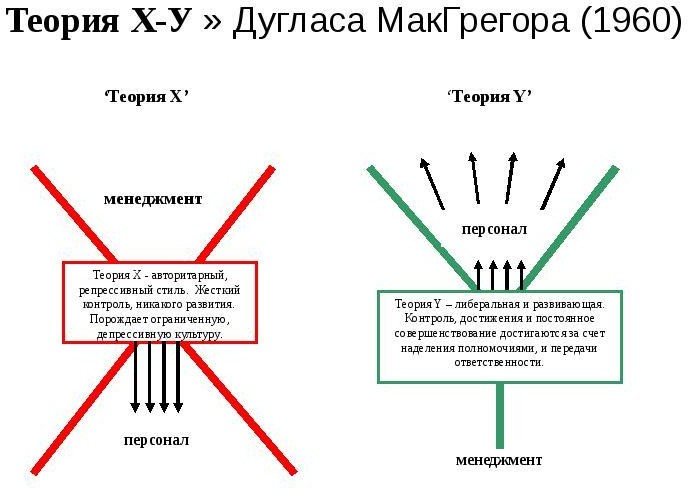 Теория Х-У » Дугласа МакГрегора (1960)
‘Теория X’
‘Теория Y’
менеджмент
персонал
Теория X - авторитарный,
репрессивный стиль. Жесткий
контроль, никакого развития.
Порождает ограниченную,
депрессивную культуру.
Теория Y – либеральная и развивающая.
Контроль, достижения и постоянное
совершенствование достигаются за счет
наделения полномочиями, и передачи
ответственности.
персонал
менеджмент